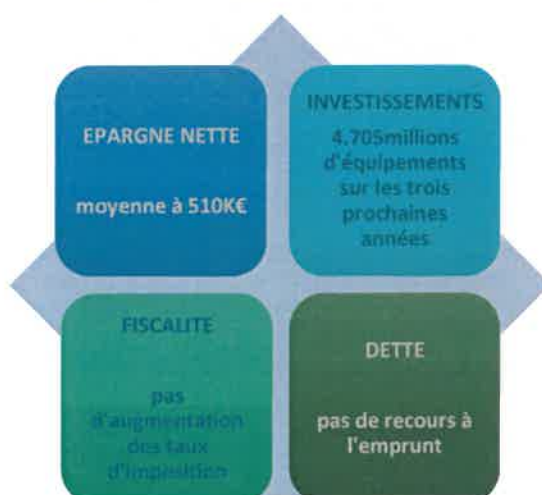 EPARGNE NETTE
moyenne à 510K€
INVESTISSEMENTS
4.705millions
d'équipements
sur les trois
prochaines
années
FISCALITE
pas
d'augmentation
des taux
d'imposition
DETTE
pas de recours à
l'emprunt